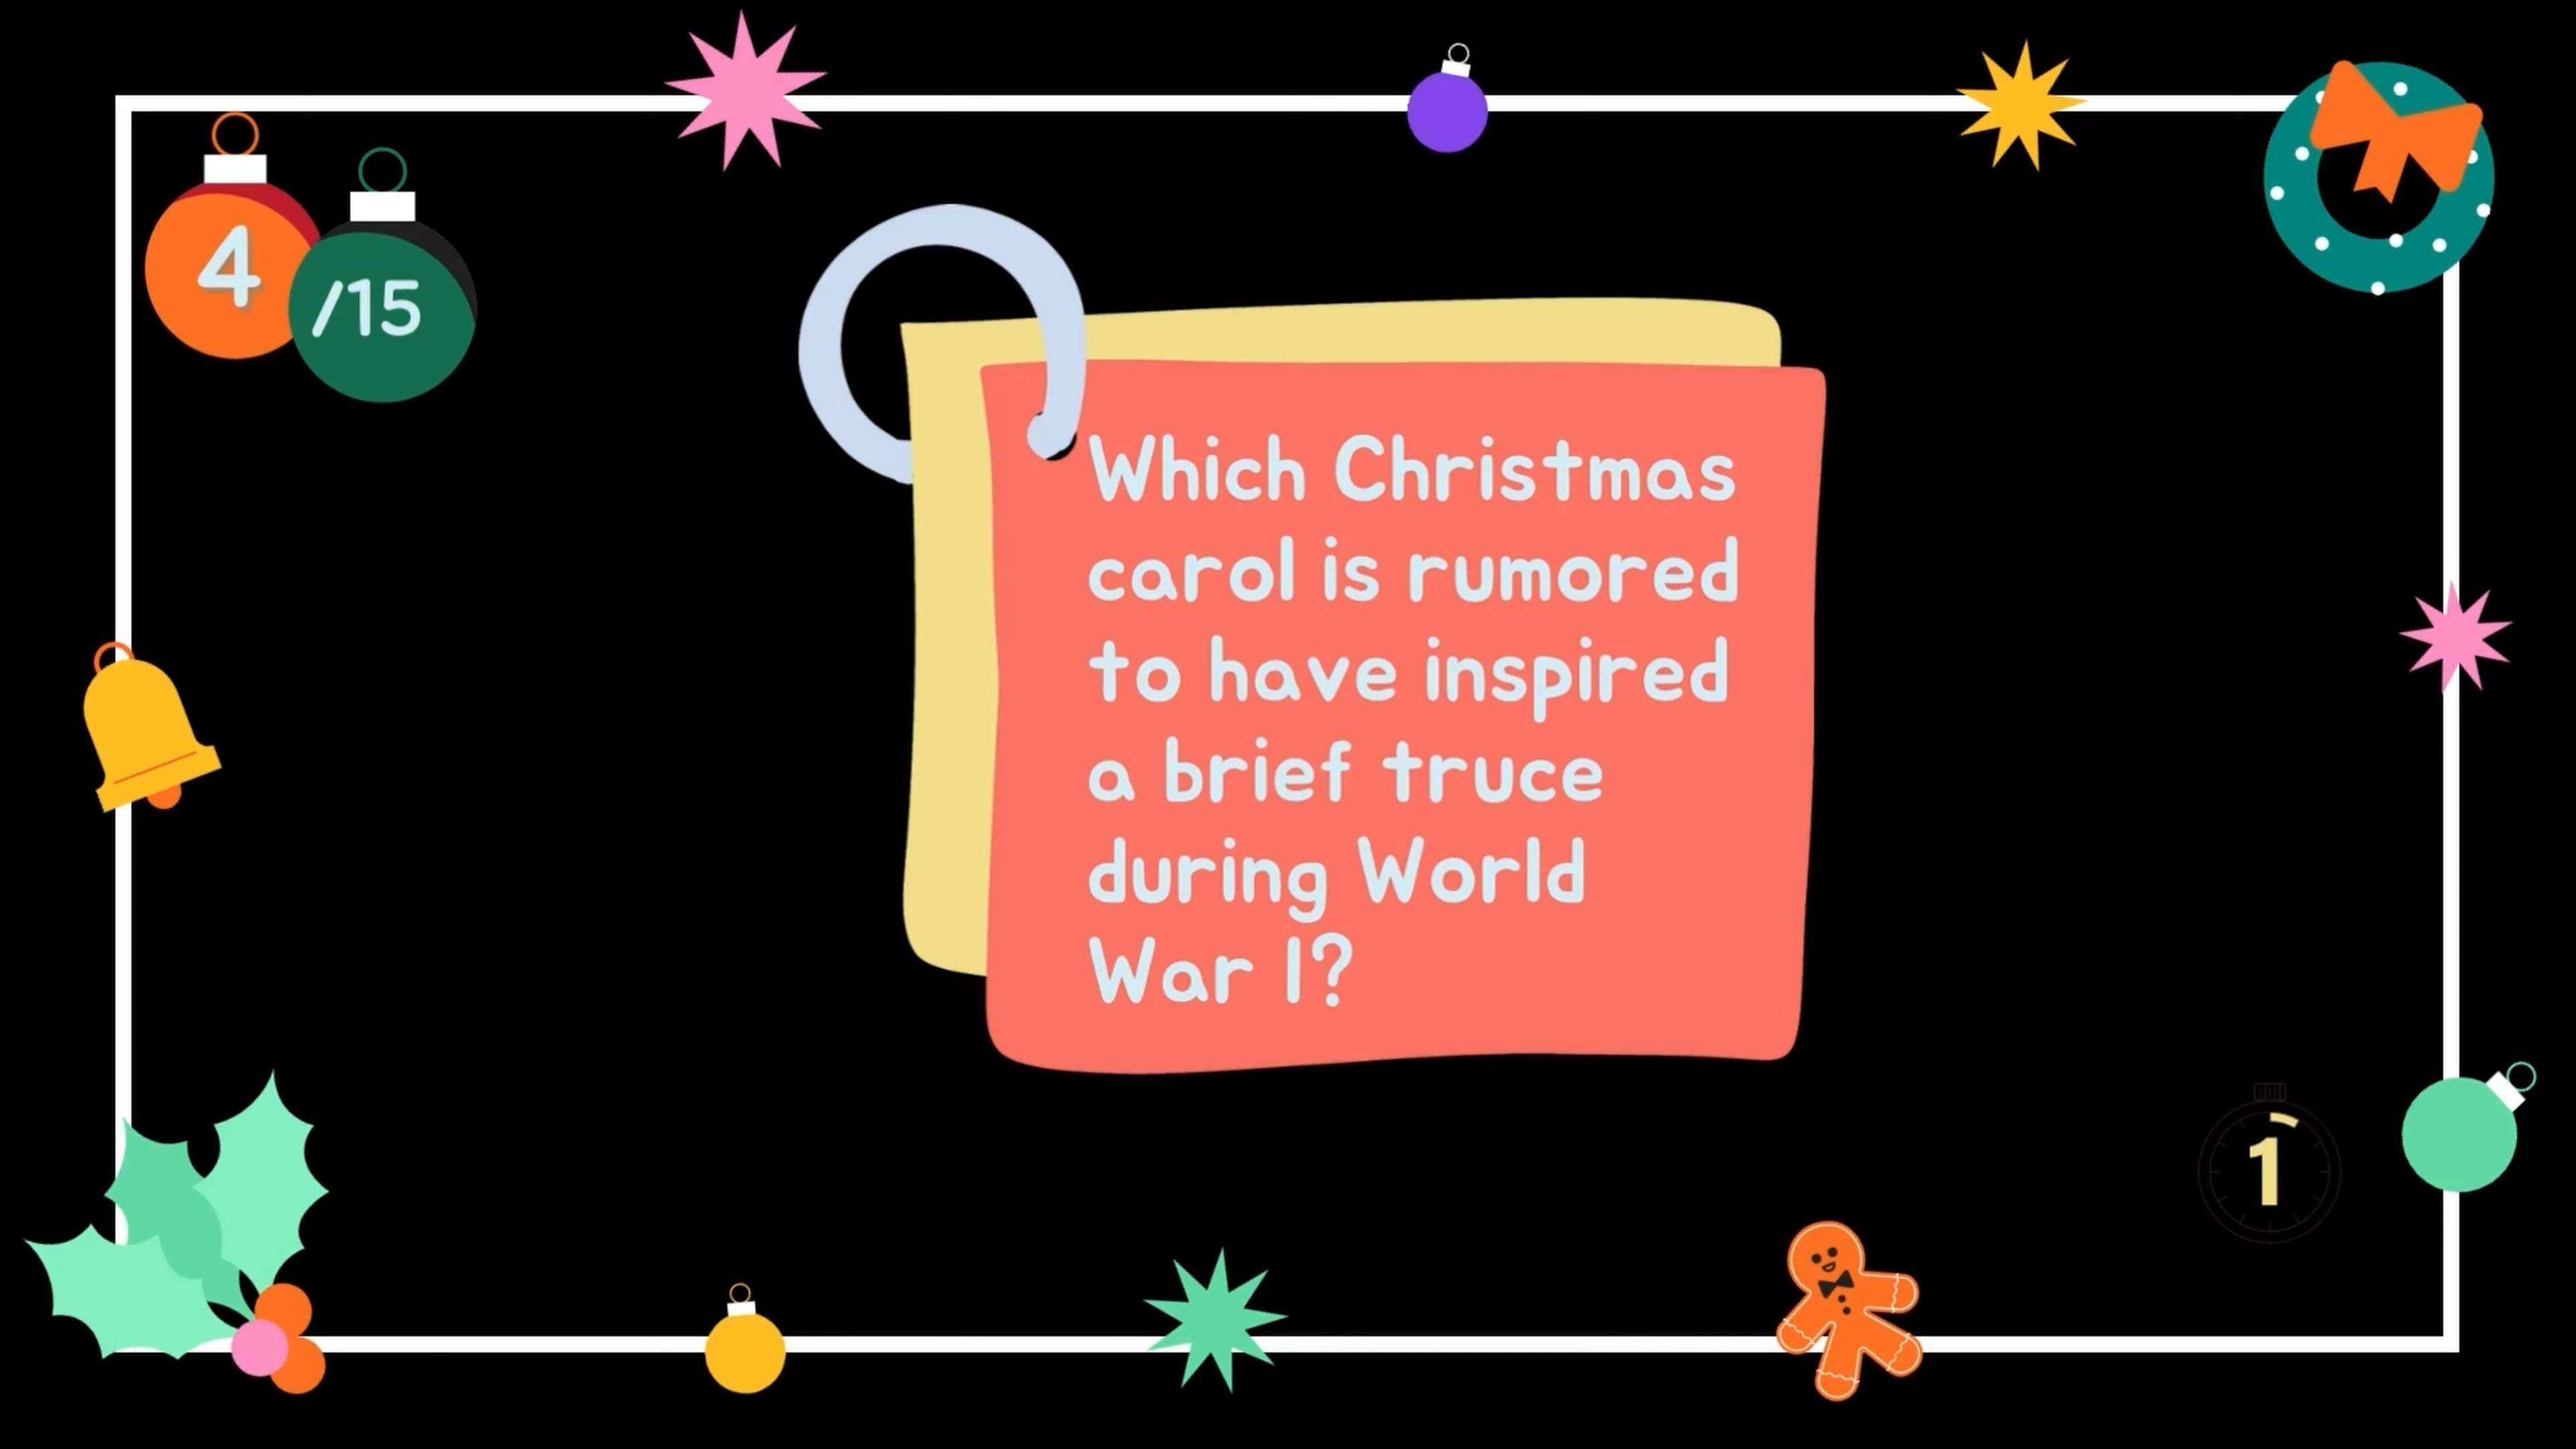 4
/15
Which Christmas
carol is rumored
to have inspired
a brief truce
during World
War I?
1